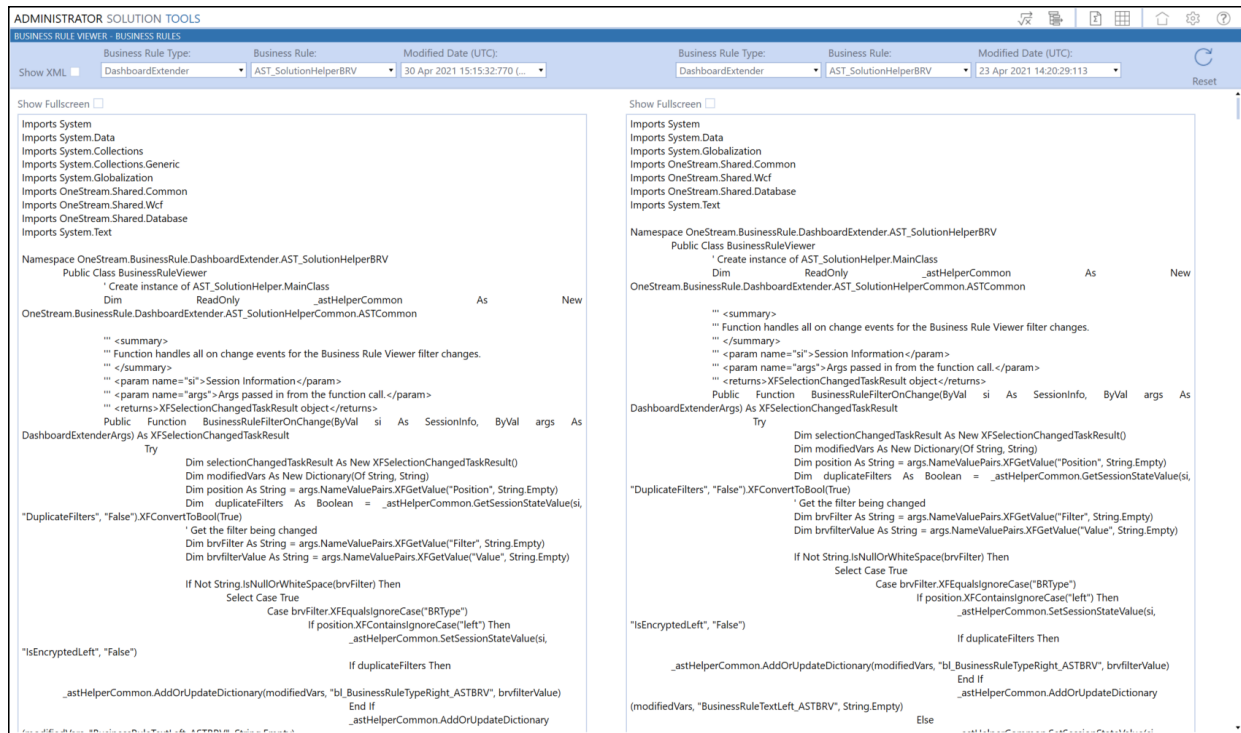 ADMINISTRATOR SOLUTION TOOLS
BUSINESS RULE VIEWER - BUSINESS RULES
Show XML
Business Rule Type:
DashboardExtender
Business Rule:
AST_SolutionHelperBRV
Modified Date (UTC):
30 Apr 2021 15:15:32:770 (...
Business Rule Type:
DashboardExtender
Business Rule:
AST_SolutionHelperBRV
Modified Date (UTC):
23 Apr 2021 14:20:29:113
Reset
Show Fullscreen
Imports System
Imports System.Data
Imports System.Collections
Imports System.Collections.Generic
Imports System.Globalization
Imports OneStream.Shared.Common
Imports OneStream.Shared.Wcf
Imports OneStream.Shared.Database
Imports System.Text
Namespace OneStream.BusinessRule.DashboardExtender.AST_SolutionHelperBRV
Public Class BusinessRuleViewer
' Create instance of AST_SolutionHelper.MainClass
Dim ReadOnly _astHelperCommon As New
OneStream.BusinessRule.DashboardExtender.AST_SolutionHelperCommon.ASTCommon
''' <summary>
''' Function handles all on change events for the Business Rule Viewer filter changes.
''' </summary>
''' <param name="si">Session Information</param>
''' <param name="args">Args passed in from the function call.</param>
''' <returns>XFSelectionChangedTaskResult object</returns>
Public Function BusinessRuleFilterOnChange(ByVal si As SessionInfo, ByVal args As
DashboardExtenderArgs) As XFSelectionChangedTaskResult
Try
Dim selectionChangedTaskResult As New XFSelectionChangedTaskResult()
Dim modifiedVars As New Dictionary(Of String, String)
Dim position As String = args.NameValuePairs.XFGetValue("Position", String.Empty)
Dim duplicateFilters As Boolean = _astHelperCommon.GetSessionStateValue(si,
"DuplicateFilters", "False").XFConvertToBool(True)
' Get the filter being changed
Dim brvFilter As String = args.NameValuePairs.XFGetValue("Filter", String.Empty)
Dim brvfilterValue As String = args.NameValuePairs.XFGetValue("Value", String.Empty)
If Not String.IsNullOrWhiteSpace(brvFilter) Then
Select Case True
Case brvFilter.XFEqualsIgnoreCase("BRType")
If position.XFContainsIgnoreCase("left") Then
_astHelperCommon.SetSessionStateValue(si,
"IsEncryptedLeft", "False")
If duplicateFilters Then
_astHelperCommon.AddOrUpdateDictionary(modifiedVars, "bl_BusinessRuleTypeRight_ASTBRV", brvfilterValue)
End If
_astHelperCommon.AddOrUpdateDictionary
(modifiedVars, "BusinessRuleTextLeft_ASTBRV", String.Empty)
Show Fullscreen
Imports System
Imports System.Data
Imports System.Globalization
Imports OneStream.Shared.Common
Imports OneStream.Shared.Wcf
Imports OneStream.Shared.Database
Imports System.Text
Namespace OneStream.BusinessRule.DashboardExtender.AST_SolutionHelperBRV
Public Class BusinessRuleViewer
' Create instance of AST_SolutionHelper.MainClass
Dim ReadOnly _astHelperCommon As New
OneStream.BusinessRule.DashboardExtender.AST_SolutionHelperCommon.ASTCommon
''' <summary>
''' Function handles all on change events for the Business Rule Viewer filter changes.
''' </summary>
''' <param name="si">Session Information</param>
''' <param name="args">Args passed in from the function call.</param>
''' <returns>XFSelectionChangedTaskResult object</returns>
Public Function BusinessRuleFilterOnChange(ByVal si As SessionInfo, ByVal args As
DashboardExtenderArgs) As XFSelectionChangedTaskResult
Try
Dim selectionChangedTaskResult As New XFSelectionChangedTaskResult()
Dim modifiedVars As New Dictionary(Of String, String)
Dim position As String = args.NameValuePairs.XFGetValue("Position", String.Empty)
Dim duplicateFilters As Boolean = _astHelperCommon.GetSessionStateValue(si,
"DuplicateFilters", "False").XFConvertToBool(True)
' Get the filter being changed
Dim brvFilter As String = args.NameValuePairs.XFGetValue("Filter", String.Empty)
Dim brvfilterValue As String = args.NameValuePairs.XFGetValue("Value", String.Empty)
If Not String.IsNullOrWhiteSpace(brvFilter) Then
Select Case True
Case brvFilter.XFEqualsIgnoreCase("BRType")
If position.XFContainsIgnoreCase("left") Then
_astHelperCommon.SetSessionStateValue(si,
"IsEncryptedLeft", "False")
If duplicateFilters Then
_astHelperCommon.AddOrUpdateDictionary(modifiedVars, "bl_BusinessRuleTypeRight_ASTBRV", brvfilterValue)
End If
_astHelperCommon.AddOrUpdateDictionary
(modifiedVars, "BusinessRuleTextLeft_ASTBRV", String.Empty)
Else
_astHelperCommon.SetSessionStateValue(si,